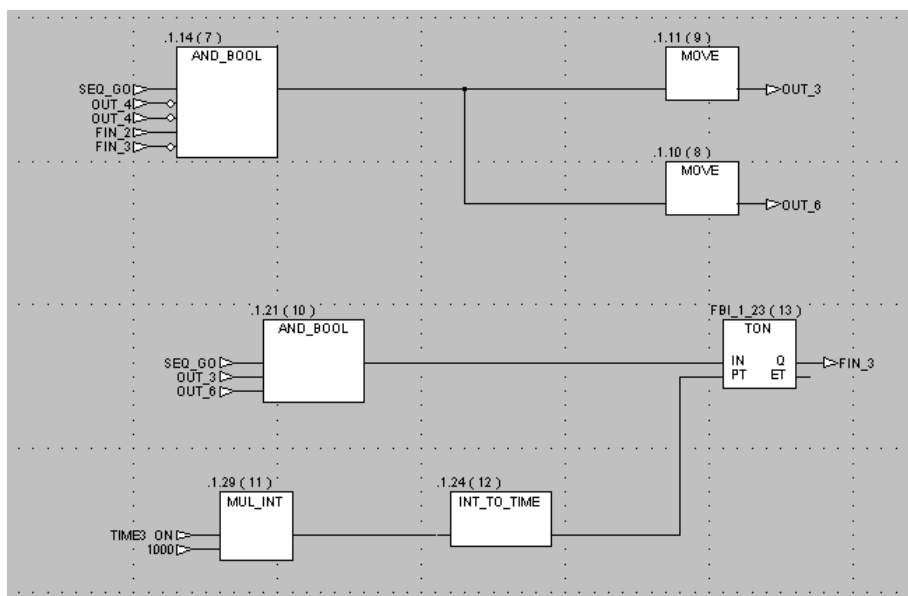 .1.14 ( 7 )
AND_BOOL
SEQ_GO
OUT_4
OUT_4
FIN_2
FIN_3
.1.11 ( 9 )
MOVE
OUT_3
.1.10 ( 8 )
MOVE
OUT_6
.1.21 ( 10 )
AND_BOOL
SEQ_GO
OUT_3
OUT_6
FBI_1_23 ( 13 )
TON
IN Q
PT ET
FIN_3
.1.29 ( 11 )
MUL_INT
TIME3_ON
1000
.1.24 ( 12 )
INT_TO_TIME